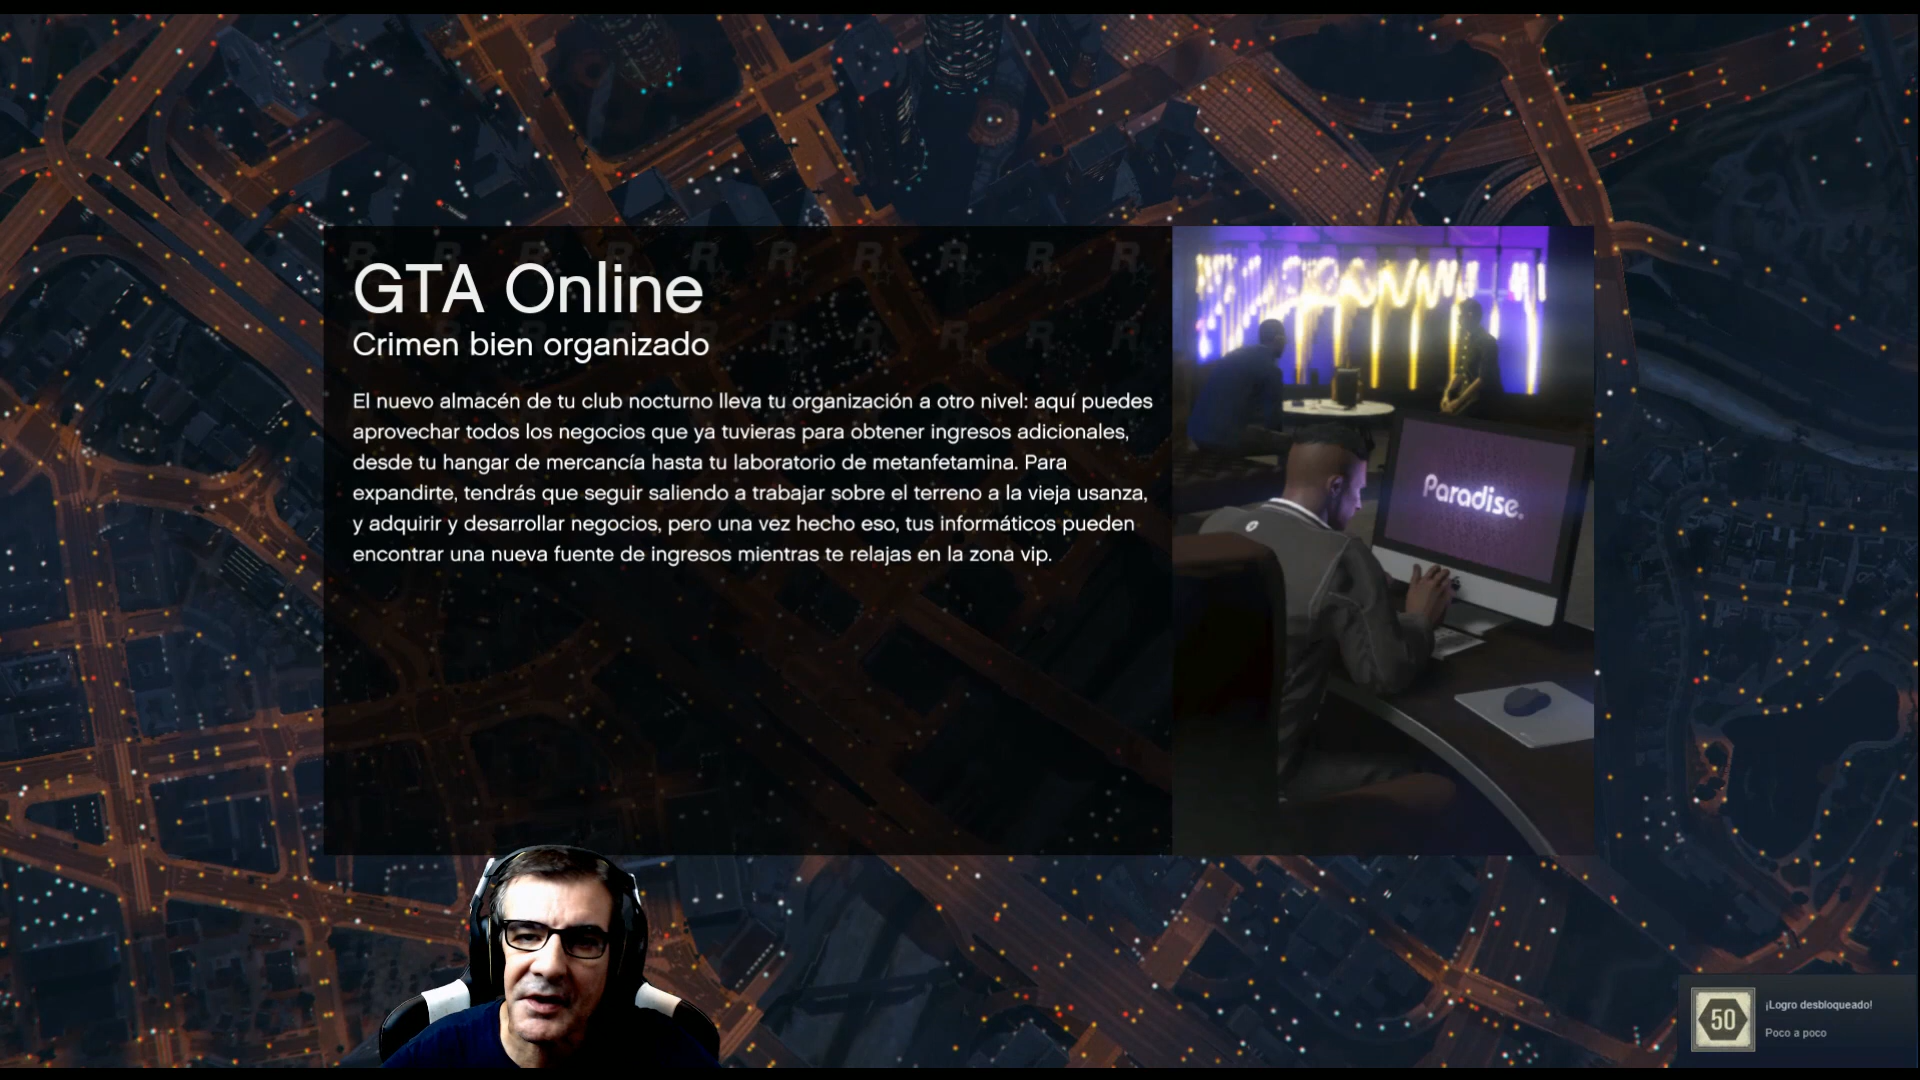 GTA Online
Crimen bien organizado
El nuevo almacén de tu club nocturno lleva tu organización a otro nivel: aquí puedes
aprovechar todos los negocios que ya tuvieras para obtener ingresos adicionales,
desde tu hangar de mercancía hasta tu laboratorio de metanfetamina. Para
expandirte, tendrás que seguir saliendo a trabajar sobre el terreno a la vieja usanza,
y adquirir y desarrollar negocios, pero una vez hecho eso, tus informáticos pueden
encontrar una nueva fuente de ingresos mientras te relajas en la zona vip.
Paradise.
50
¡Logro desbloqueado!
Poco a poco